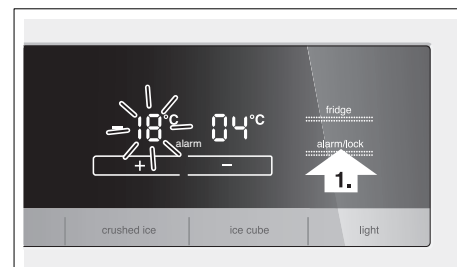 fridge
-18°C 04°C
alarm
alarm/lock
+ −
1.
crushed ice ice cube light